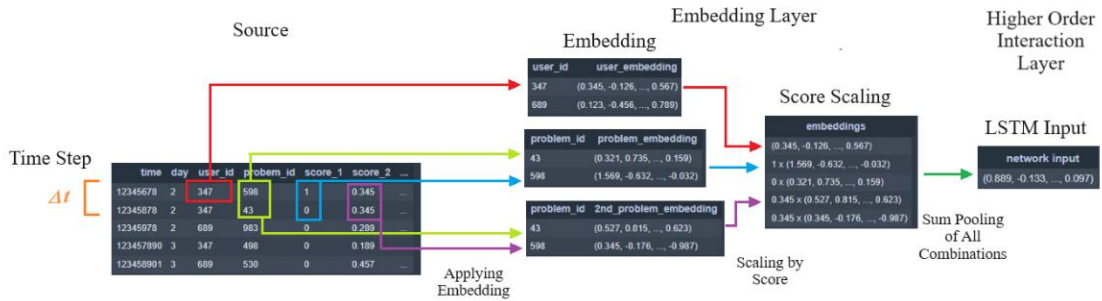 Source
Embedding Layer
Higher Order
Interaction
Layer
Embedding
user_id user_embedding
347 (0.345, -0.126, ..., 0.567)
689 (0.123, -0.456, ..., 0.789)
Score Scaling
LSTM Input
Time Step
Δt
time day user_id probem_id score_1 score_2 ...
12345678 2 347 598 1 0.345 ...
12345878 2 347 43 0 0.345 ...
12345978 2 689 983 0 0.289 ...
123457890 3 347 498 0 0.189 ...
123458901 3 689 530 0 0.457 ...
problem_id problem_embedding
43 (0.321, 0.735, ..., 0.159)
598 (1.569, -0.632, ..., -0.032)
problem_id 2nd_problem_embedding
43 (0.527, 0.815, ..., 0.623)
598 (0.345, -0.176, ..., -0.987)
embeddings
(0.345, -0.126, ..., 0.567)
1 x (1.569, -0.632, ..., -0.032)
0 x (0.321, 0.735, ..., 0.159)
0.345 x (0.527, 0.815, ..., 0.623)
0.345 x (0.345, -0.176, ..., -0.987)
network input
(0.889, -0.133, ..., 0.097)
Applying
Embedding
Scaling by
Score
Sum Pooling
of All
Combinations